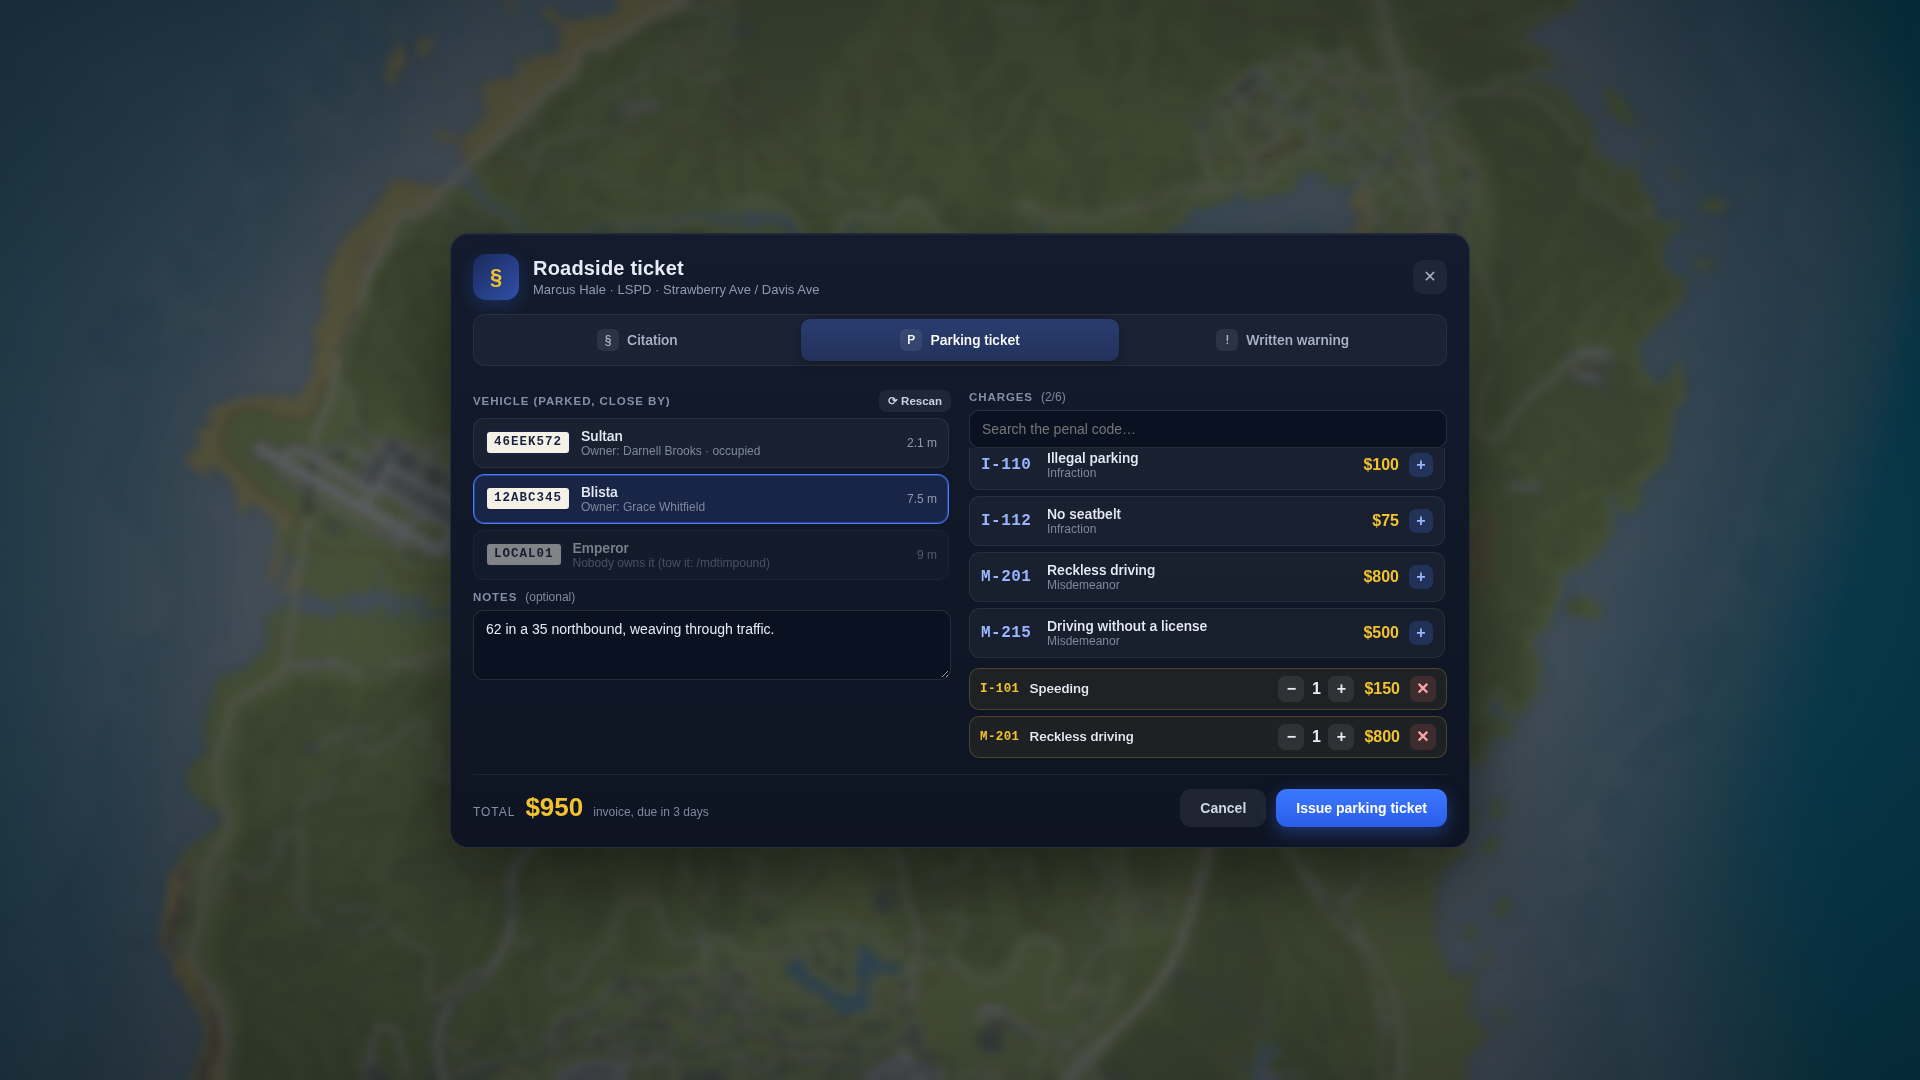 §
Roadside ticket
Marcus Hale · LSPD · Strawberry Ave / Davis Ave
✕
§ Citation
P Parking ticket
! Written warning
VEHICLE (PARKED, CLOSE BY)
⟳ Rescan
46EEK572
Sultan
Owner: Darnell Brooks · occupied
2.1 m
12ABC345
Blista
Owner: Grace Whitfield
7.5 m
LOCAL01
Emperor
Nobody owns it (tow it: /mdtimpound)
9 m
NOTES (optional)
62 in a 35 northbound, weaving through traffic.
CHARGES (2/6)
Search the penal code…
I-110
Illegal parking
Infraction
$100 +
I-112
No seatbelt
Infraction
$75 +
M-201
Reckless driving
Misdemeanor
$800 +
M-215
Driving without a license
Misdemeanor
$500 +
I-101 Speeding − 1 + $150 ✕
M-201 Reckless driving − 1 + $800 ✕
TOTAL $950 invoice, due in 3 days
Cancel
Issue parking ticket